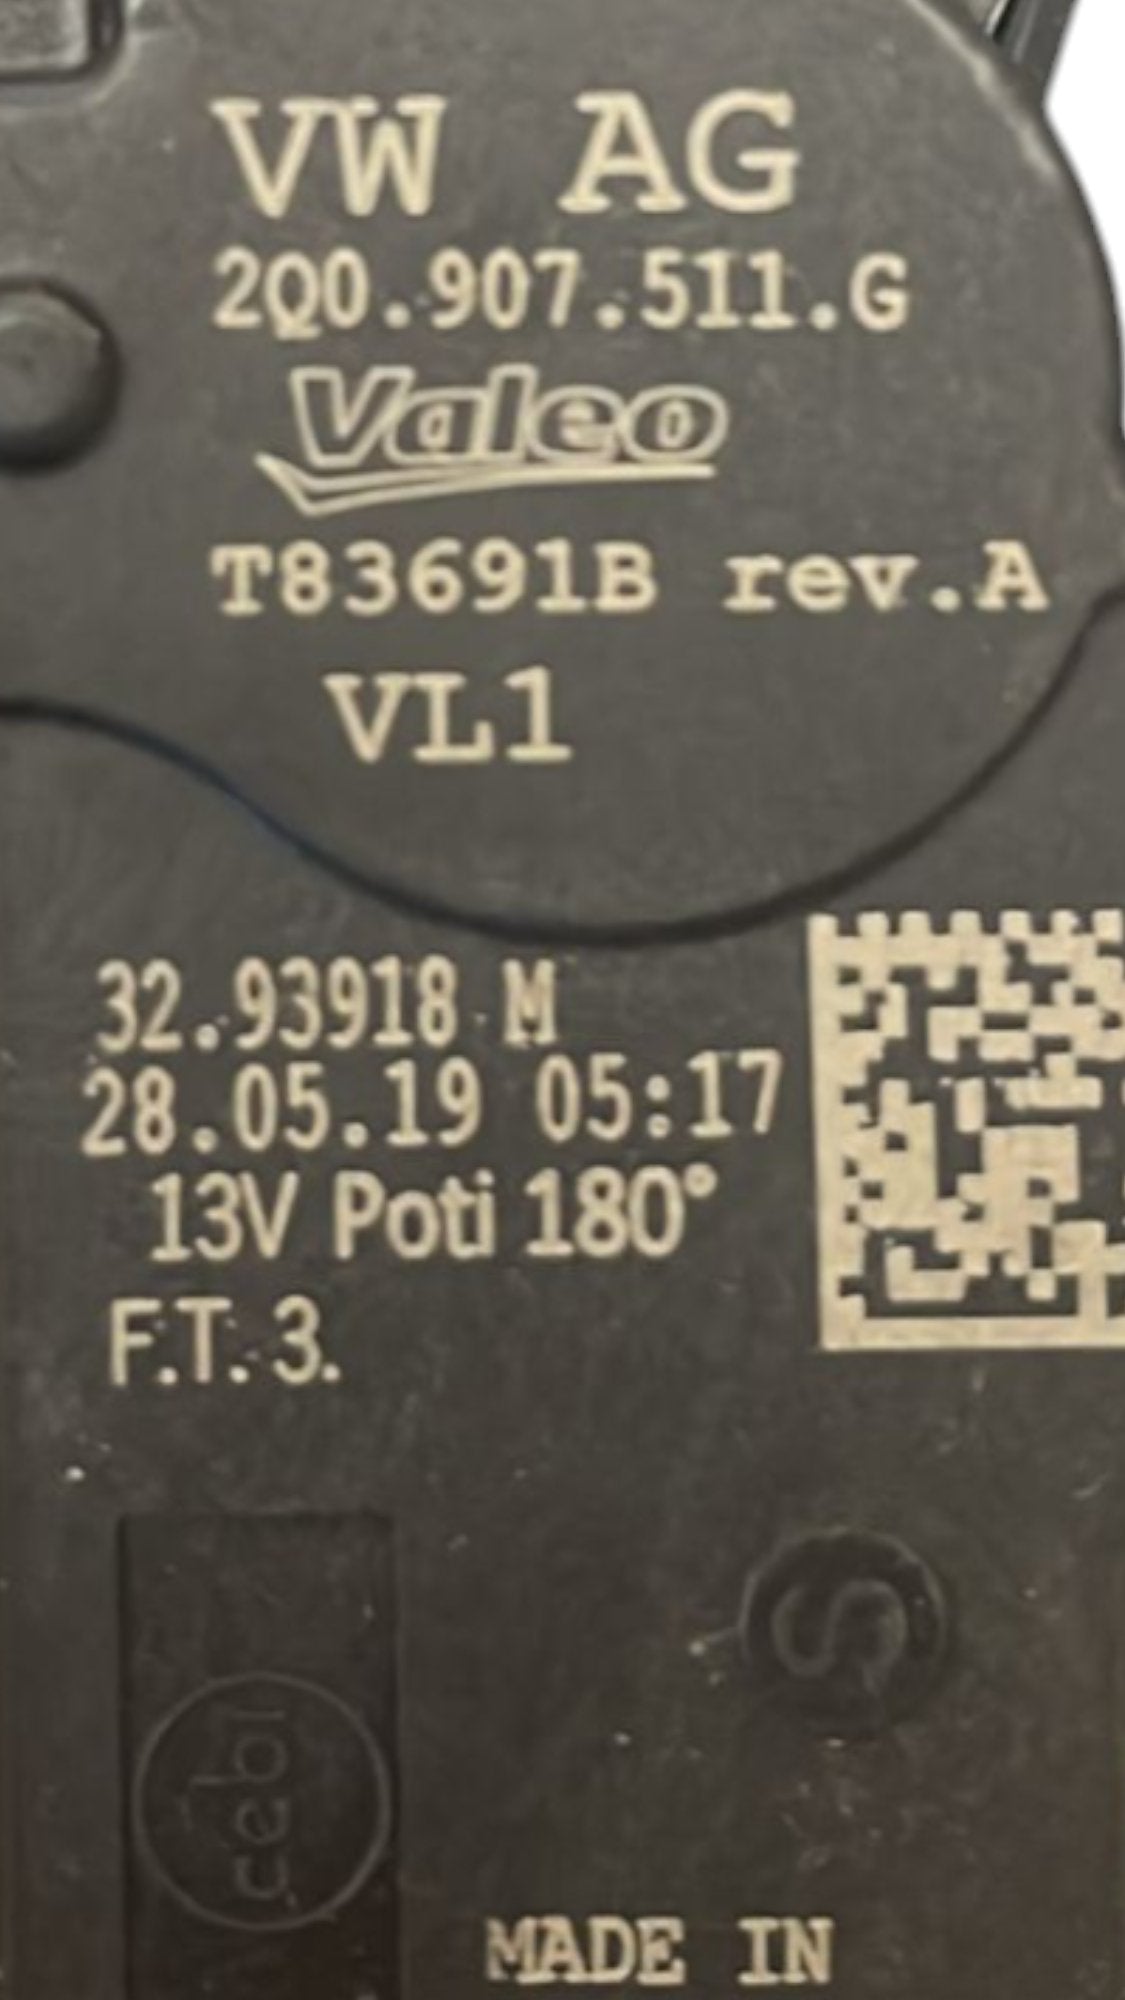 VW AG
2Q0.907.511.G
Valeo
T83691B rev.A
VL1
32.93918 M
28.05.19 05:17
13V Poti 180°
F.T. 3.
S
cebi
MADE IN